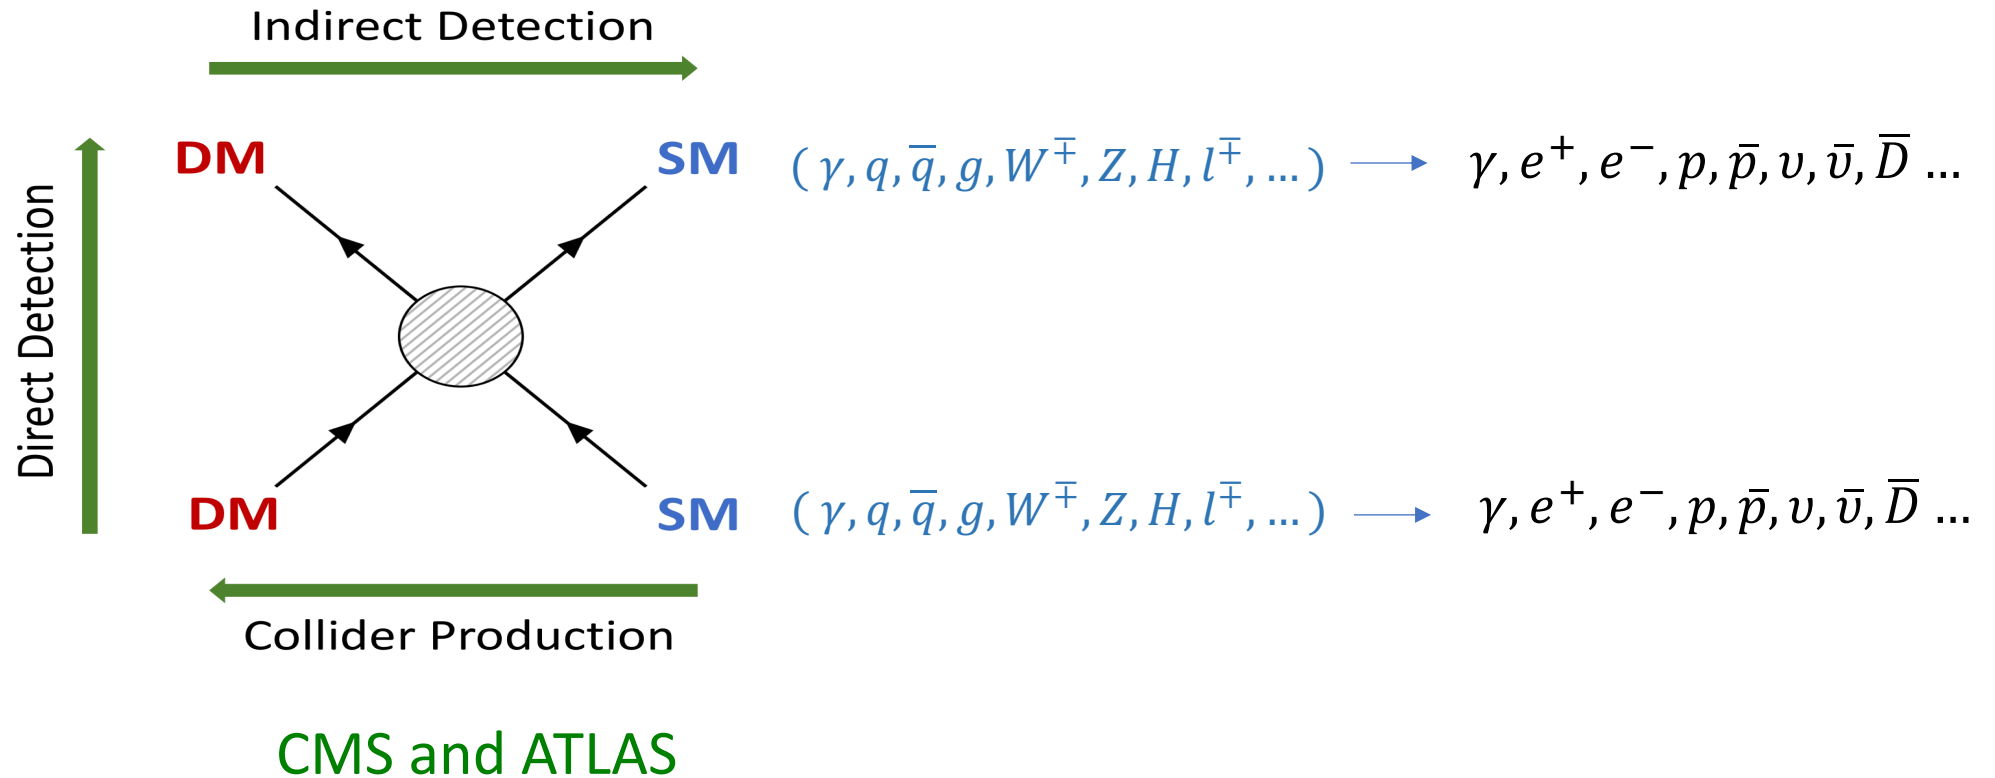 Indirect Detection
DM SM ( γ, q, q̅, g, W^∓, Z, H, l^∓, ... ) γ, e⁺, e⁻, p, p̅, υ, υ̅, D̅ ...
Direct Detection
DM SM ( γ, q, q̅, g, W^∓, Z, H, l^∓, ... ) γ, e⁺, e⁻, p, p̅, υ, υ̅, D̅ ...
Collider Production
CMS and ATLAS